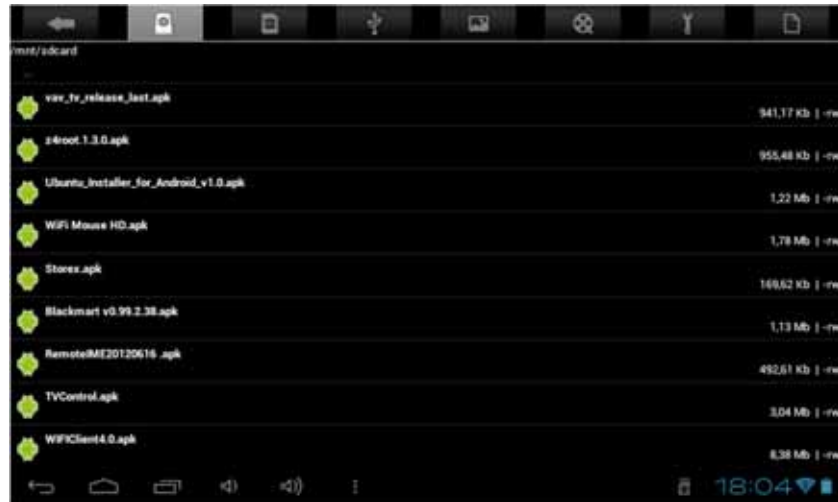 /mnt/sdcard
..
vav_tv_release_last.apk
941,17 Kb | -rw
z4root.1.3.0.apk
955,48 Kb | -rw
Ubuntu_Installer_for_Android_v1.0.apk
1,22 Mb | -rw
WiFi Mouse HD.apk
1,78 Mb | -rw
Storex.apk
169,62 Kb | -rw
Blackmart v0.99.2.38.apk
1,13 Mb | -rw
RemoteIME20120616 .apk
492,61 Kb | -rw
TVControl.apk
3,04 Mb | -rw
WiFIClient4.0.apk
8,38 Mb | -rw
18:04